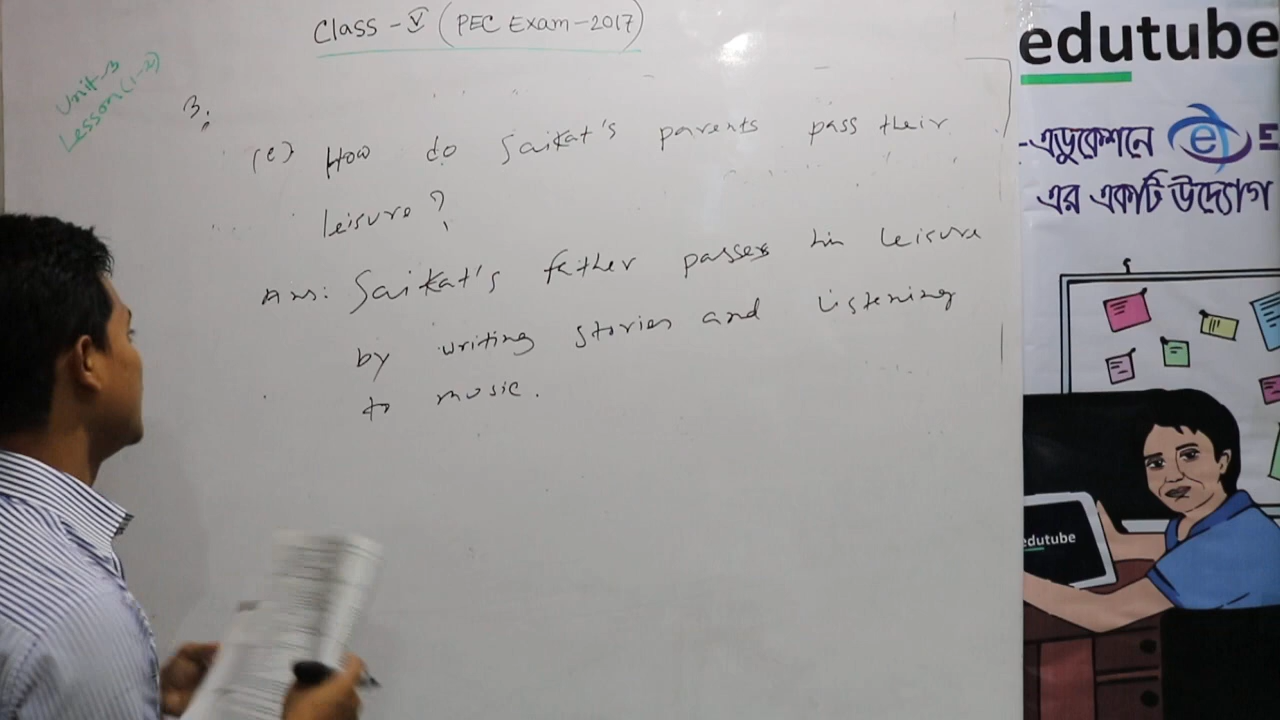 Class - V (PEC Exam-2017)
Unit-3
Lesson (1-2)
3.
(e) How do Saikat's parents pass their
leisure?
Ans: Saikat's father passes his leisure
by writing stories and listening
to music.
edutube
-এডুকেশনে
এর একটি উদ্যোগ
edutube